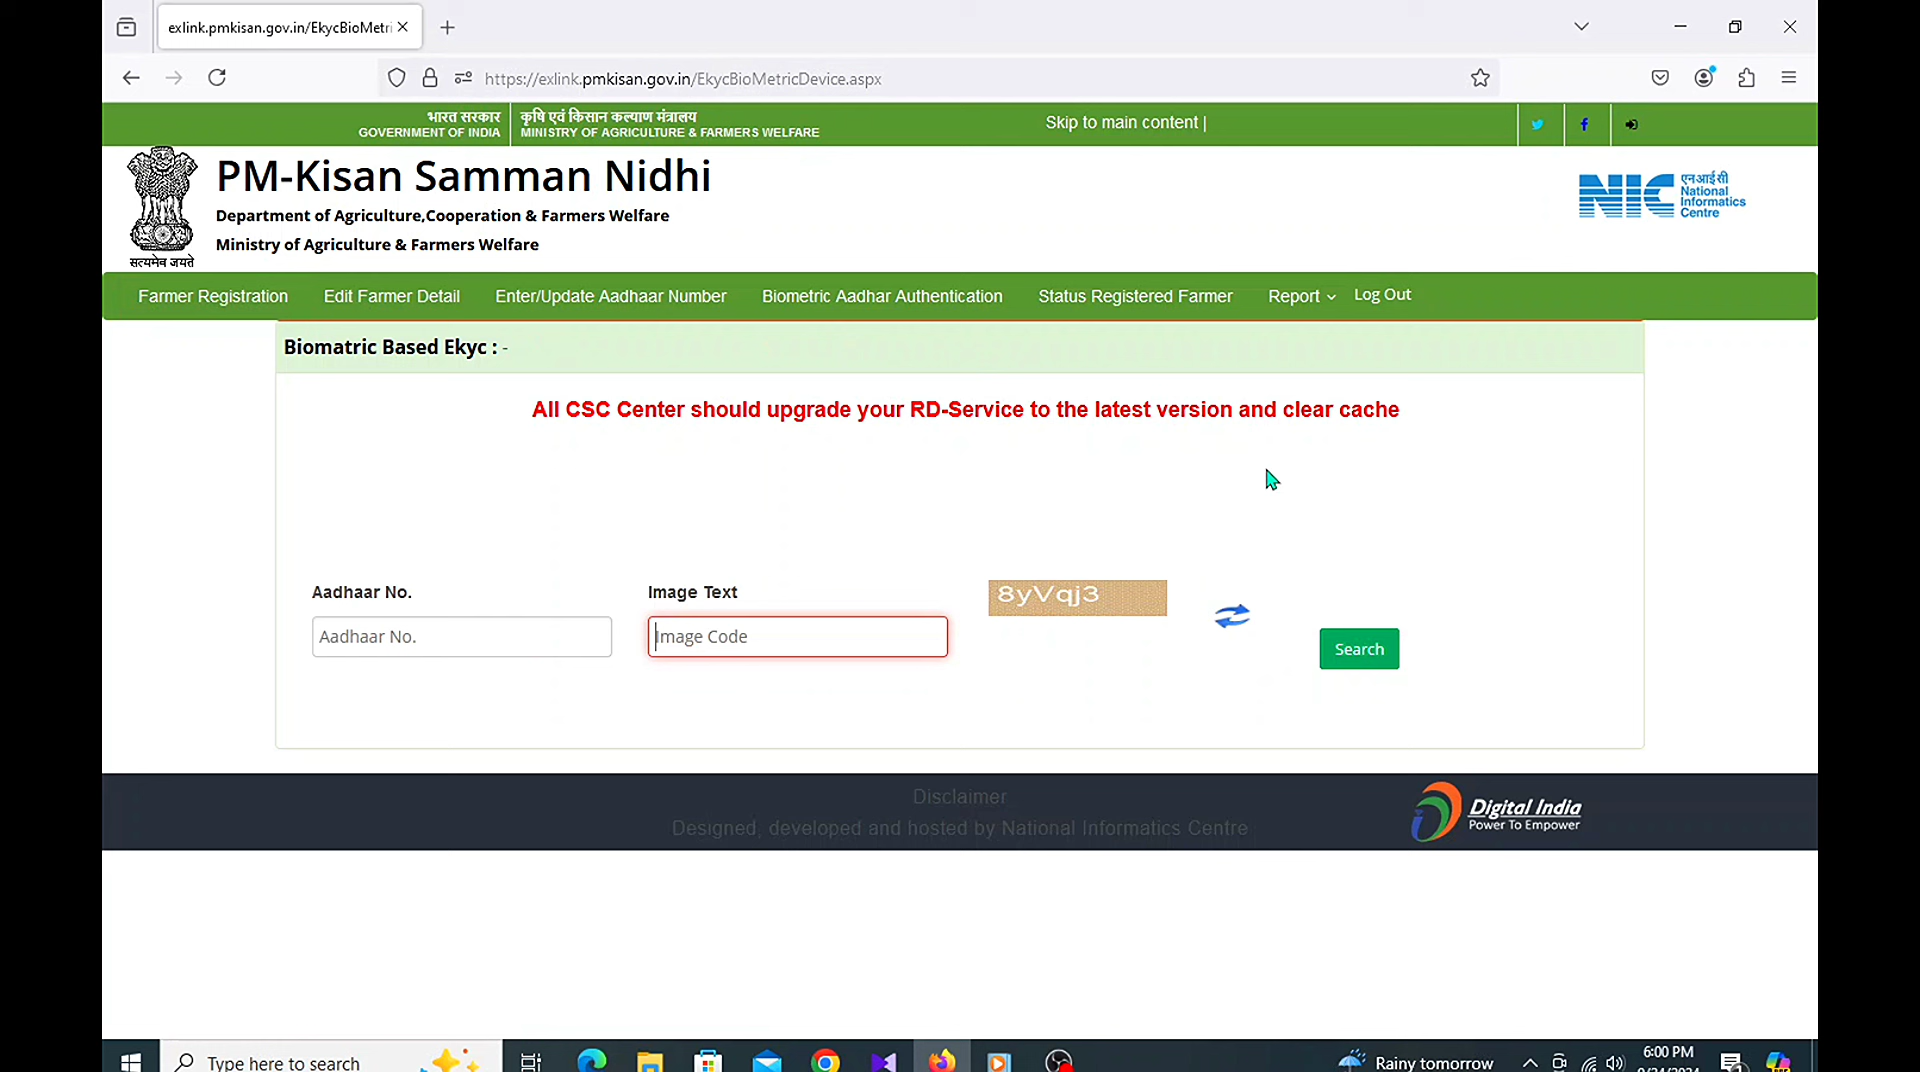 exlink.pmkisan.gov.in/EkycBioMetri
https://exlink.pmkisan.gov.in/EkycBioMetricDevice.aspx
भारत सरकार
GOVERNMENT OF INDIA
कृषि एवं किसान कल्याण मंत्रालय
MINISTRY OF AGRICULTURE & FARMERS WELFARE
Skip to main content |
सत्यमेव जयते
PM-Kisan Samman Nidhi
Department of Agriculture,Cooperation & Farmers Welfare
Ministry of Agriculture & Farmers Welfare
NIC
एनआईसी
National
Informatics
Centre
Farmer Registration Edit Farmer Detail Enter/Update Aadhaar Number Biometric Aadhar Authentication Status Registered Farmer Report Log Out
Biomatric Based Ekyc : -
All CSC Center should upgrade your RD-Service to the latest version and clear cache
Aadhaar No. Image Text 8yVqj3
Aadhaar No. Image Code
Search
Disclaimer
Designed, developed and hosted by National Informatics Centre
Digital India
Power To Empower
Type here to search
Rainy tomorrow
6:00 PM